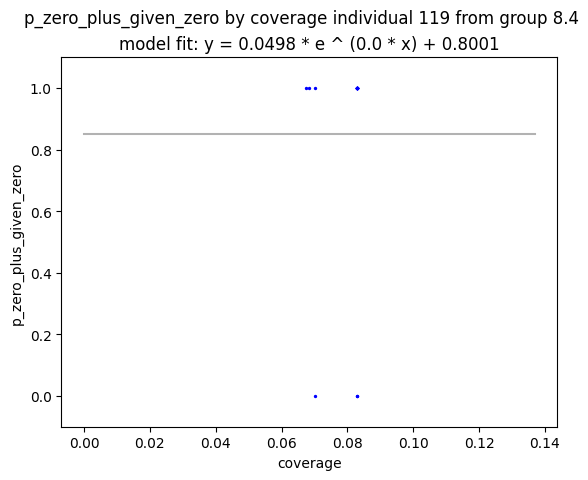 p_zero_plus_given_zero by coverage individual 119 from group 8.4
model fit: y = 0.0498 * e ^ (0.0 * x) + 0.8001
1.0
0.8
0.6
0.4
0.2
0.0
p_zero_plus_given_zero
0.00 0.02 0.04 0.06 0.08 0.10 0.12 0.14
coverage